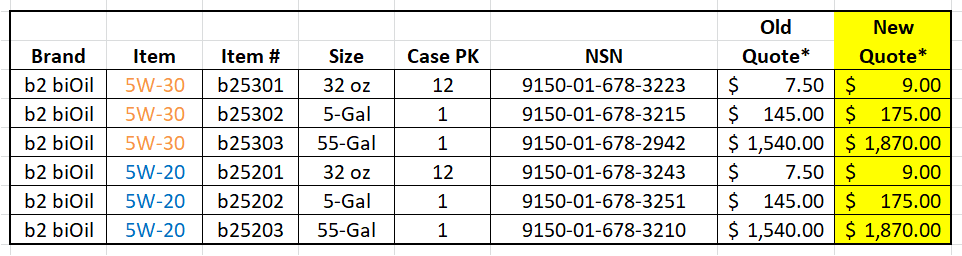 Old New
Brand Item Item # Size Case PK NSN Quote* Quote*
b2 biOil 5W-30 b25301 32 oz 12 9150-01-678-3223 $ 7.50 $ 9.00
b2 biOil 5W-30 b25302 5-Gal 1 9150-01-678-3215 $ 145.00 $ 175.00
b2 biOil 5W-30 b25303 55-Gal 1 9150-01-678-2942 $ 1,540.00 $ 1,870.00
b2 biOil 5W-20 b25201 32 oz 12 9150-01-678-3243 $ 7.50 $ 9.00
b2 biOil 5W-20 b25202 5-Gal 1 9150-01-678-3251 $ 145.00 $ 175.00
b2 biOil 5W-20 b25203 55-Gal 1 9150-01-678-3210 $ 1,540.00 $ 1,870.00